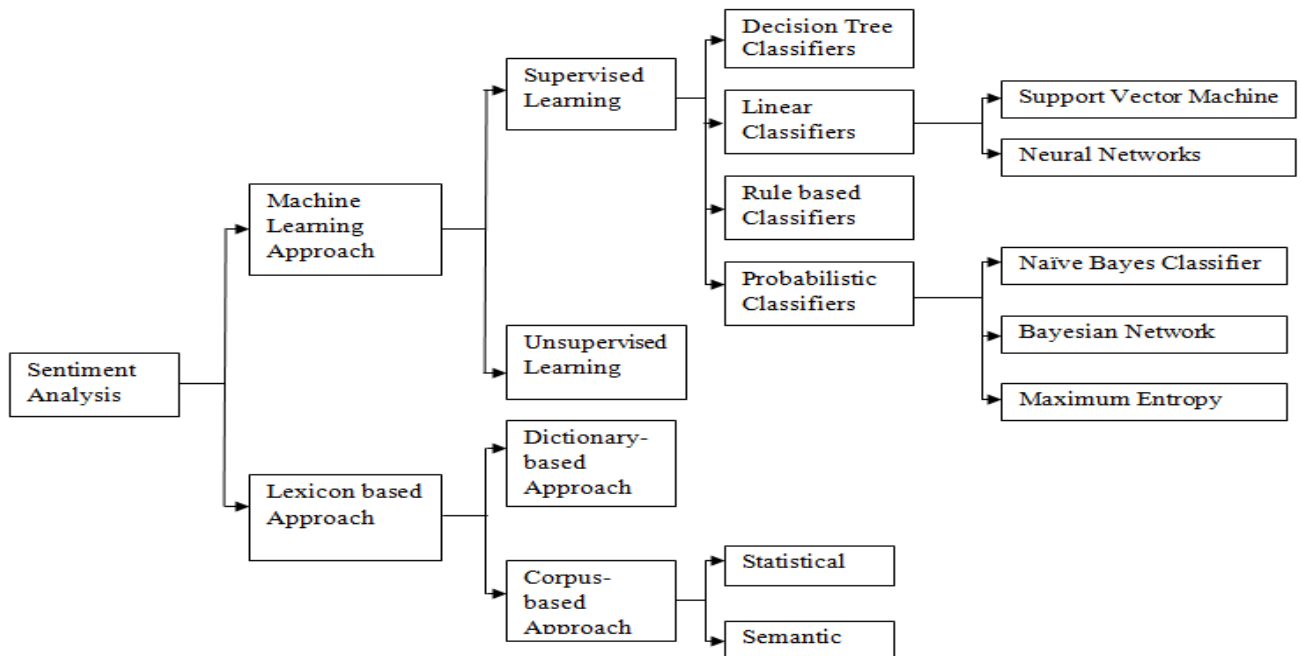 Sentiment
Analysis
Machine
Learning
Approach
Lexicon based
Approach
Supervised
Learning
Unsupervised
Learning
Dictionary-
based
Approach
Corpus-
based
Approach
Decision Tree
Classifiers
Linear
Classifiers
Rule based
Classifiers
Probabilistic
Classifiers
Statistical
Semantic
Support Vector Machine
Neural Networks
Naïve Bayes Classifier
Bayesian Network
Maximum Entropy